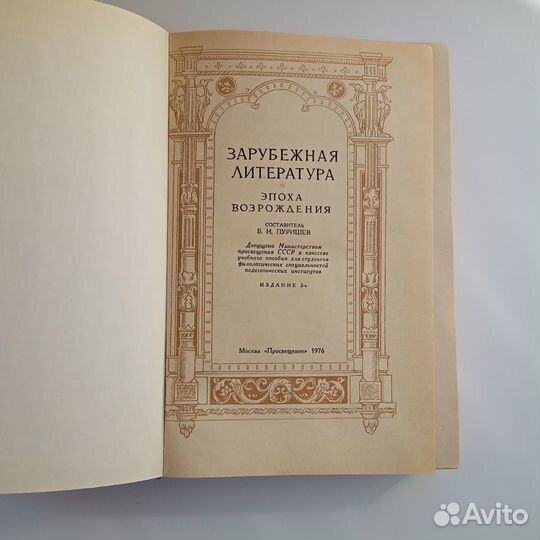 ЗАРУБЕЖНАЯ
ЛИТЕРАТУРА
ЭПОХА
ВОЗРОЖДЕНИЯ
СОСТАВИТЕЛЬ
Б. И. ПУРИШЕВ
Допущено Министерством
просвещения СССР в качестве
учебного пособия для студентов
филологических специальностей
педагогических институтов
ИЗДАНИЕ 2-е
Москва «Просвещение» 1976
Avito